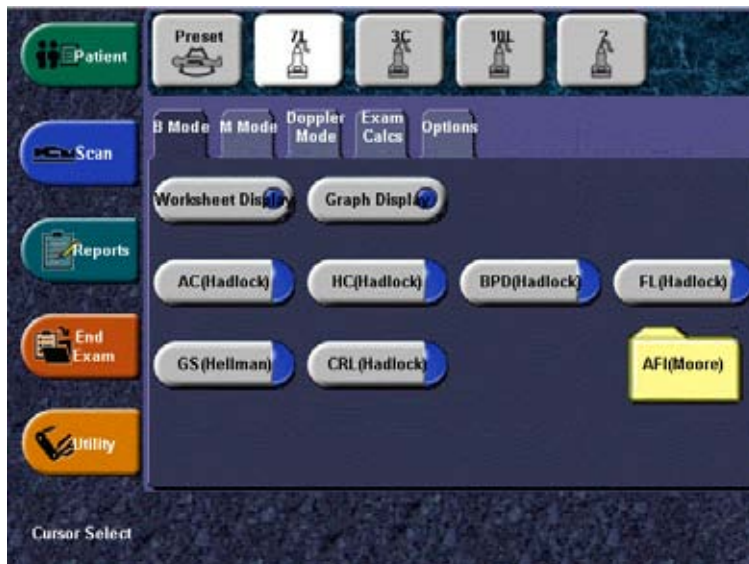 Patient
Preset
7L
3C
10L
2
Scan
B Mode
M Mode
Doppler
Mode
Exam
Calcs
Options
Worksheet Display
Graph Display
Reports
AC(Hadlock)
HC(Hadlock)
BPD(Hadlock)
FL(Hadlock)
End
Exam
GS(Hellman)
CRL(Hadlock)
AFI(Moore)
Utility
Cursor Select